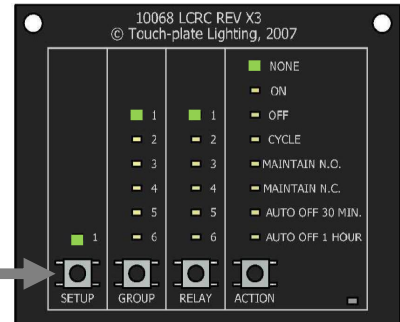 10068 LCRC REV X3
© Touch-plate Lighting, 2007
NONE
ON
1 1 OFF
2 2 CYCLE
3 3 MAINTAIN N.O.
4 4 MAINTAIN N.C.
5 5 AUTO OFF 30 MIN.
1 6 6 AUTO OFF 1 HOUR
SETUP GROUP RELAY ACTION